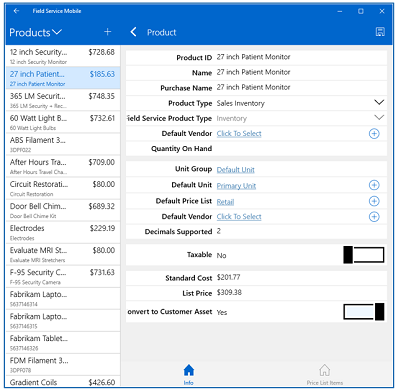 Field Service Mobile
Products
Product
12 inch Security... $728.68
12 inch Security Monitor
27 inch Patient... $185.63
27 inch Patient Monitor
365 LM Securit... $748.35
365 LM Security + Rec...
60 Watt Light B... $732.61
60 Watt Light Bulbs
ABS Filament 3...
3DPF022
After Hours Tra... $709.00
After Hours Travel Cha...
Circuit Restorati... $80.00
Circuit Restoration
Door Bell Chim... $689.32
Door Bell Chime Kit
Electrodes $229.19
Electrodes
Evaluate MRI St... $80.00
Evaluate MRI Stretchers
F-95 Security C... $731.63
F-95 Security Camera
Fabrikam Lapto...
5637146314
Fabrikam Lapto...
5637146315
Fabrikam Tablet...
5637146326
FDM Filament 3...
3DPF078
Gradient Coils $426.60
Product ID 27 inch Patient Monitor
Name 27 inch Patient Monitor
Purchase Name 27 inch Patient Monitor
Product Type Sales Inventory
ield Service Product Type Inventory
Default Vendor Click To Select
Quantity On Hand
Unit Group Default Unit
Default Unit Primary Unit
Default Price List Retail
Default Vendor Click To Select
Decimals Supported 2
Taxable No
Standard Cost $201.77
List Price $309.38
onvert to Customer Asset Yes
Info
Price List Items